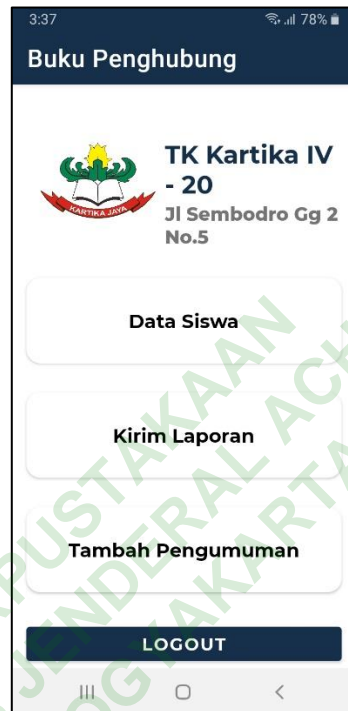 3:37 78%
Buku Penghubung
TK Kartika IV
- 20
Jl Sembodro Gg 2
No.5
KARTIKA JAYA
Data Siswa
Kirim Laporan
Tambah Pengumuman
LOGOUT